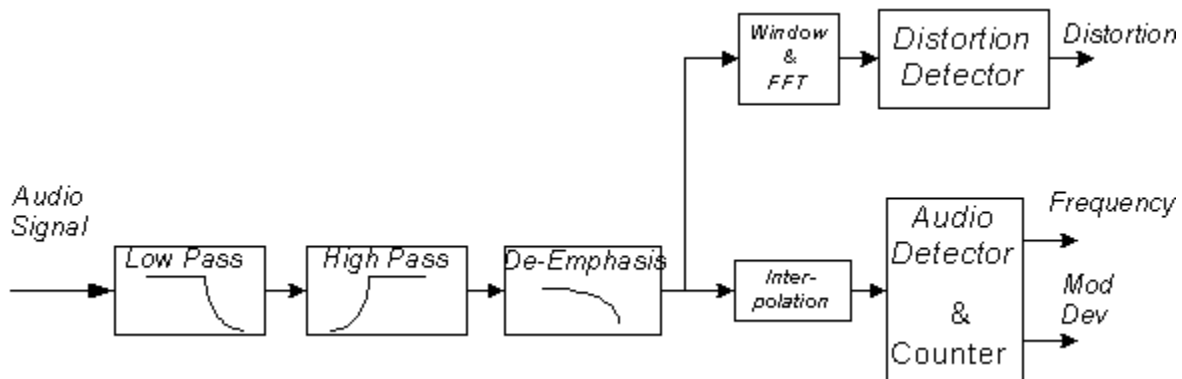 Window
&
FFT
Distortion
Detector
Distortion
Audio
Signal
Low Pass
High Pass
De-Emphasis
Inter-
polation
Audio
Detector
&
Counter
Frequency
Mod
Dev